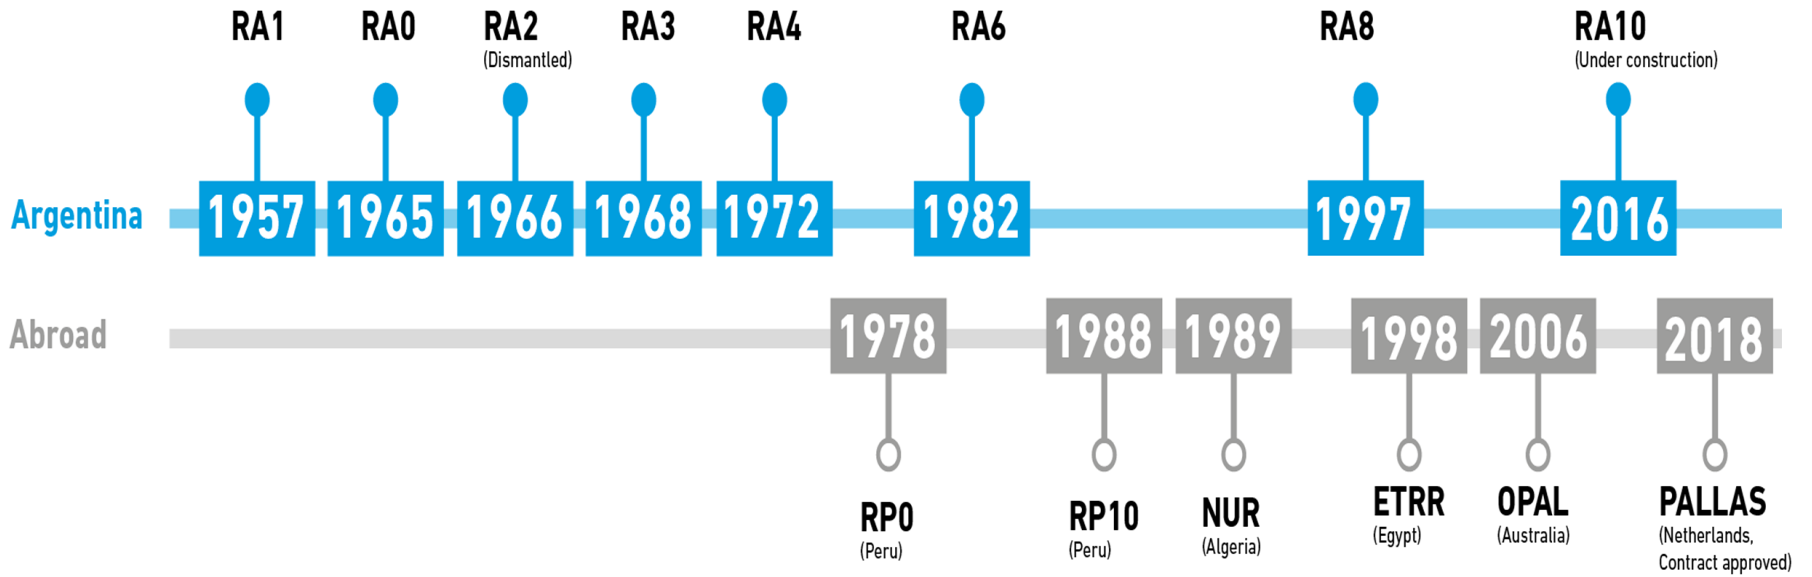 RA1 RA0 RA2 RA3 RA4 RA6 RA8 RA10
(Dismantled) (Under construction)
Argentina 1957 1965 1966 1968 1972 1982 1997 2016
Abroad 1978 1988 1989 1998 2006 2018
RP0 RP10 NUR ETRR OPAL PALLAS
(Peru) (Peru) (Algeria) (Egypt) (Australia) (Netherlands,
Contract approved)